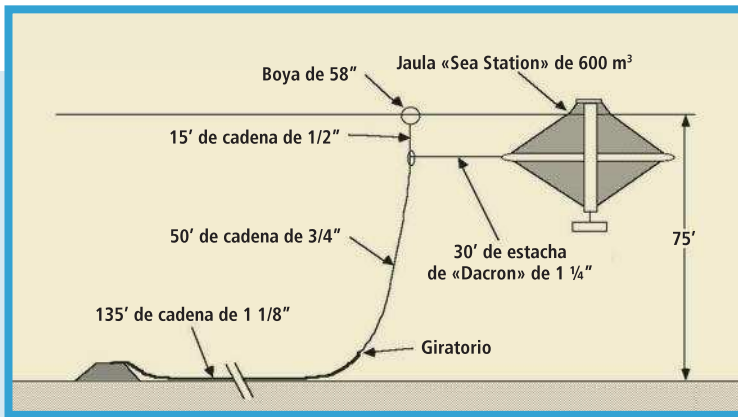 Boya de 58”
Jaula «Sea Station» de 600 m³
15’ de cadena de 1/2”
50’ de cadena de 3/4”
30’ de estacha
de «Dacron» de 1 ¼”
75’
135’ de cadena de 1 1/8”
Giratorio